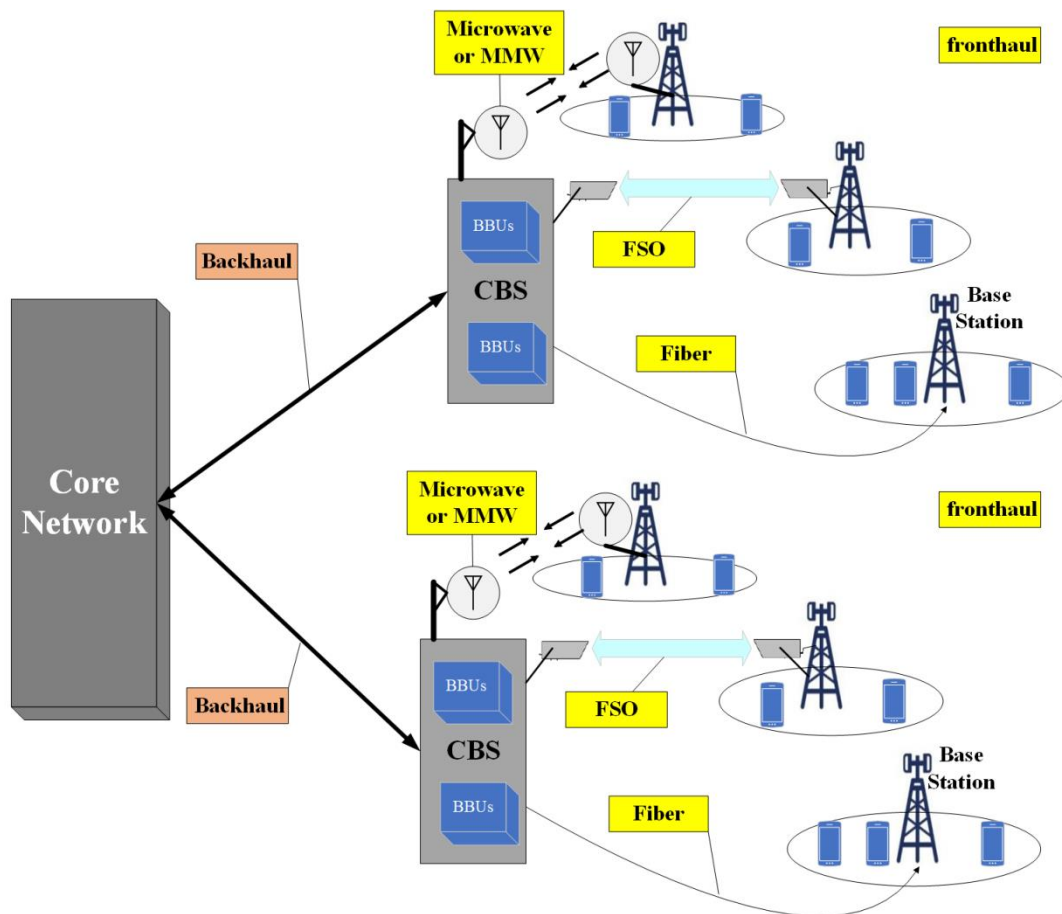 Microwave
or MMW
fronthaul
BBUs
FSO
Backhaul
CBS
Base
Station
BBUs
Fiber
Core
Network
Microwave
or MMW
fronthaul
BBUs
FSO
Backhaul
CBS
Base
Station
BBUs
Fiber